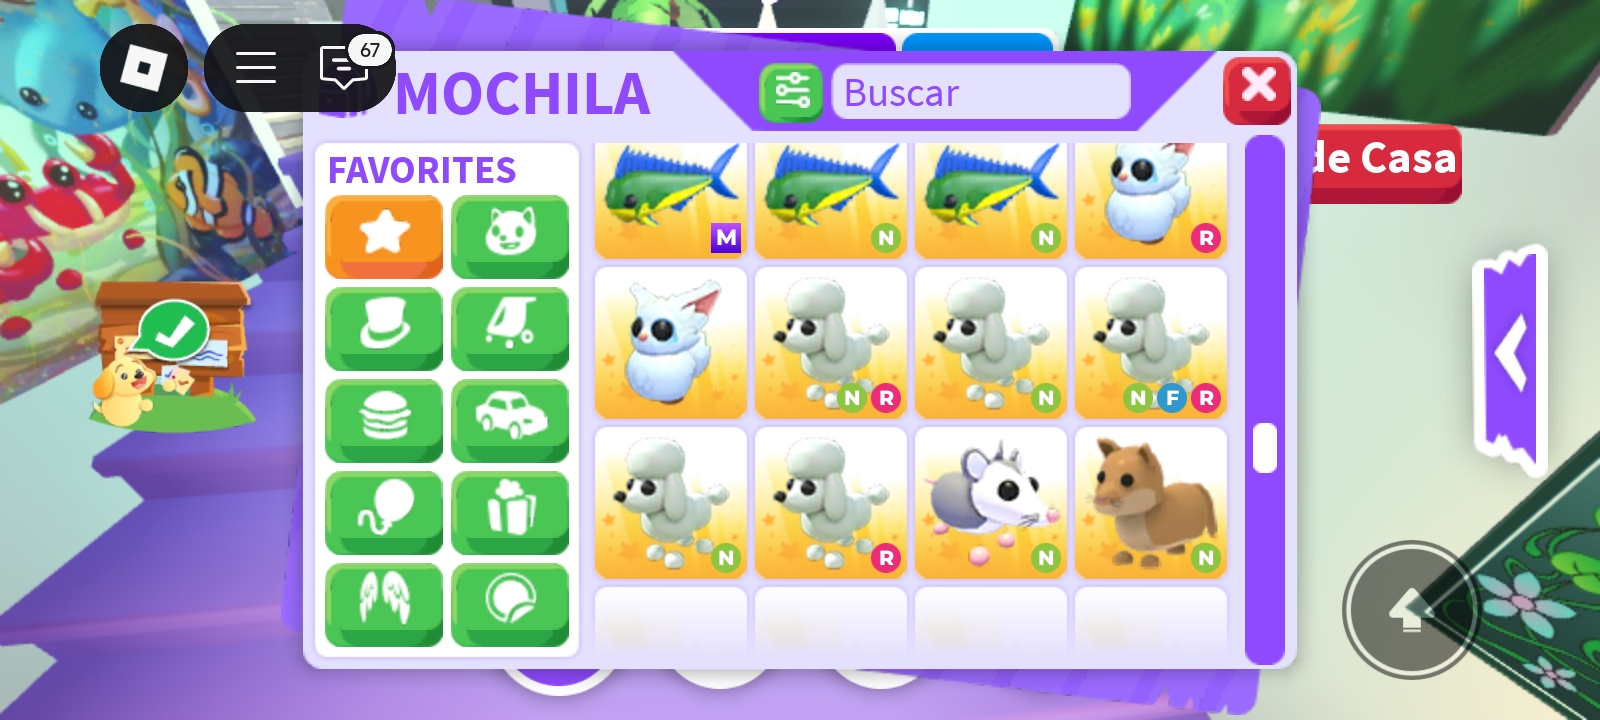 67
MOCHILA
Buscar
FAVORITES
de Casa
M
N
N
R
N R
N
N F R
N
R
N
N